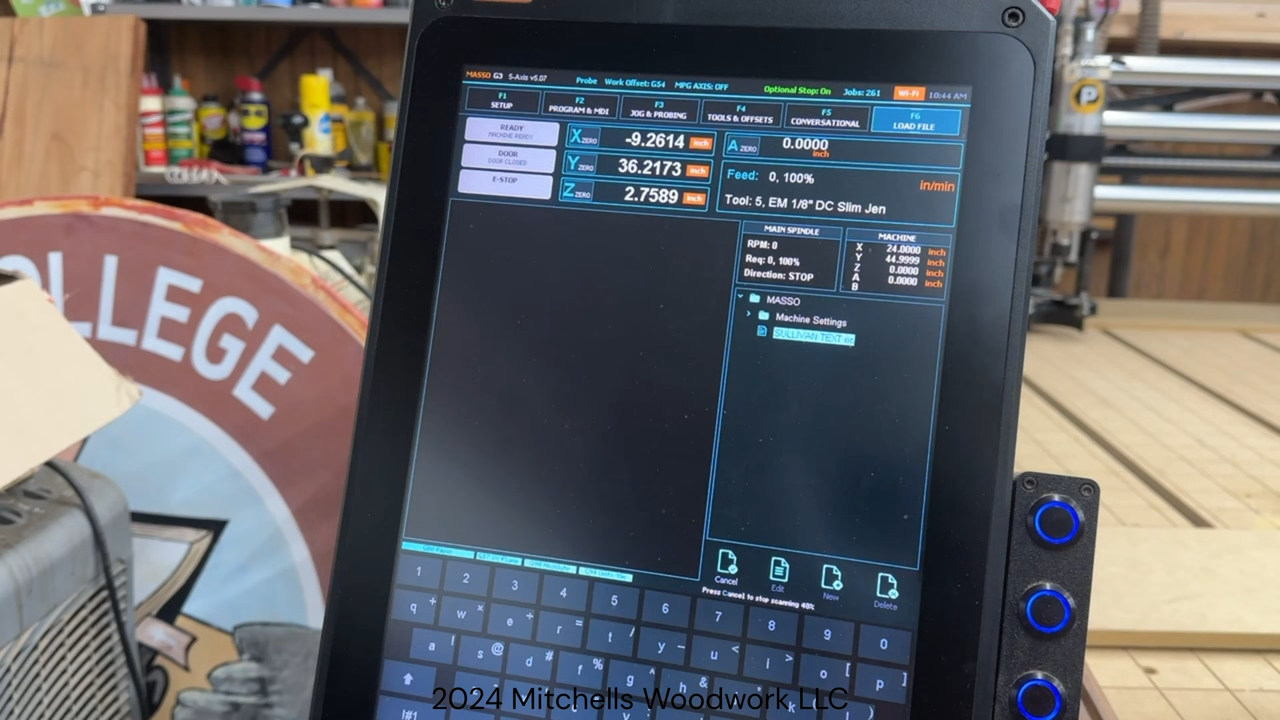 MASSO G3 5-Axis v5.07
Probe Work Offset: G54 MPG AXIS: OFF Optional Stop: On Jobs: 261 WI-FI 10:44 AM
F1 SETUP
F2 PROGRAM & MDI
F3 JOG & PROBING
F4 TOOLS & OFFSETS
F5 CONVERSATIONAL
F6 LOAD FILE
READY
MACHINE READY
DOOR
DOOR CLOSED
E-STOP
X ZERO -9.2614 inch
Y ZERO 36.2173 inch
Z ZERO 2.7589 inch
A ZERO 0.0000 inch
Feed: 0, 100% in/min
Tool: 5, EM 1/8" DC Slim Jen
MAIN SPINDLE
RPM: 0
Req: 0, 100%
Direction: STOP
MACHINE
X 24.0000 inch
Y 44.9999 inch
Z 0.0000 inch
A 0.0000 inch
B
MASSO
Machine Settings
SULLIVAN TEXT
Cancel Edit New Delete
Press Cancel to stop scanning 48%
1 2 3 4 5 6 7 8 9 0
q + w × e ÷ r = t / y – u < i > o [ p ]
a ! s @ d # f % g ^ h & k
!#1
LLEGE
P
2024 Mitchells Woodwork LLC